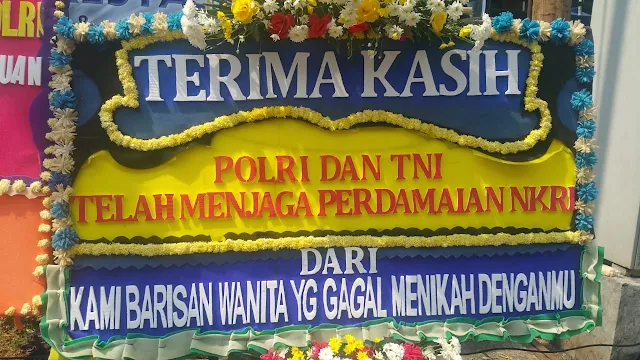 TERIMA KASIH
POLRI DAN TNI
TELAH MENJAGA PERDAMAIAN NKRI
DARI
KAMI BARISAN WANITA YG GAGAL MENIKAH DENGANMU